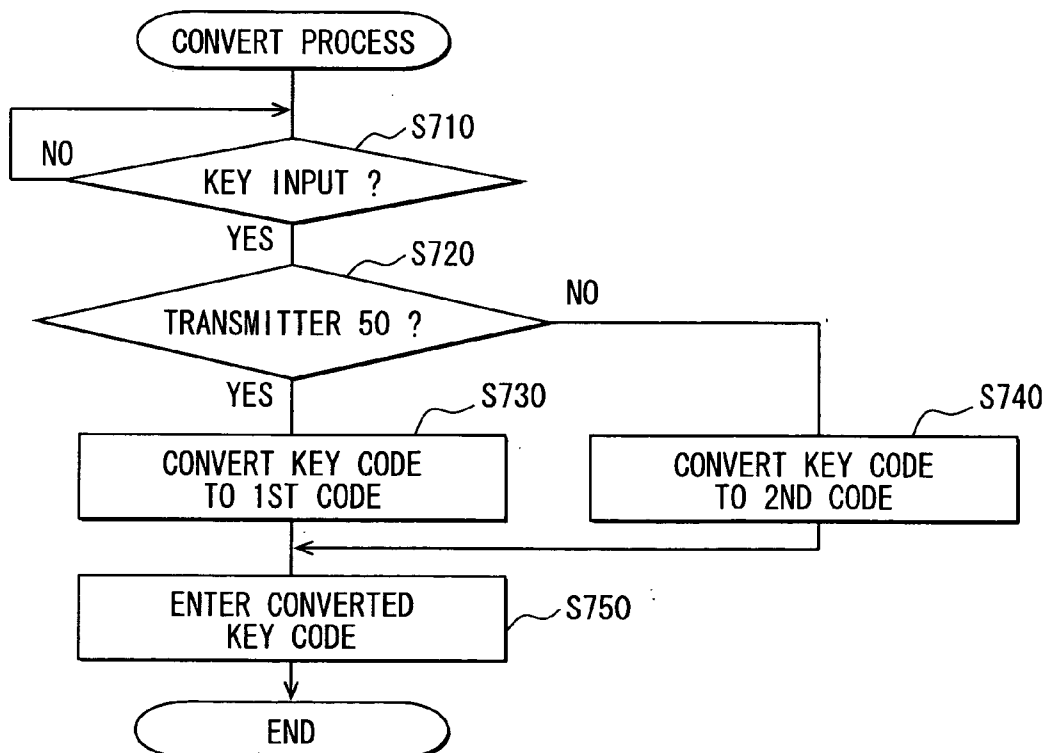 CONVERT PROCESS
S710
NO
KEY INPUT ?
YES
S720
NO
TRANSMITTER 50 ?
YES
S730
S740
CONVERT KEY CODE
TO 1ST CODE
CONVERT KEY CODE
TO 2ND CODE
ENTER CONVERTED
KEY CODE
S750
END